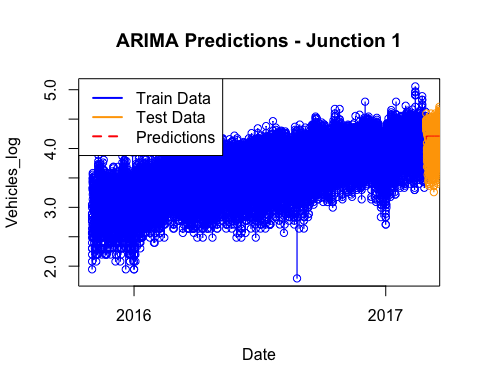 ARIMA Predictions - Junction 1
Train Data
Test Data
Predictions
Vehicles_log
5.0
4.0
3.0
2.0
2016
2017
Date